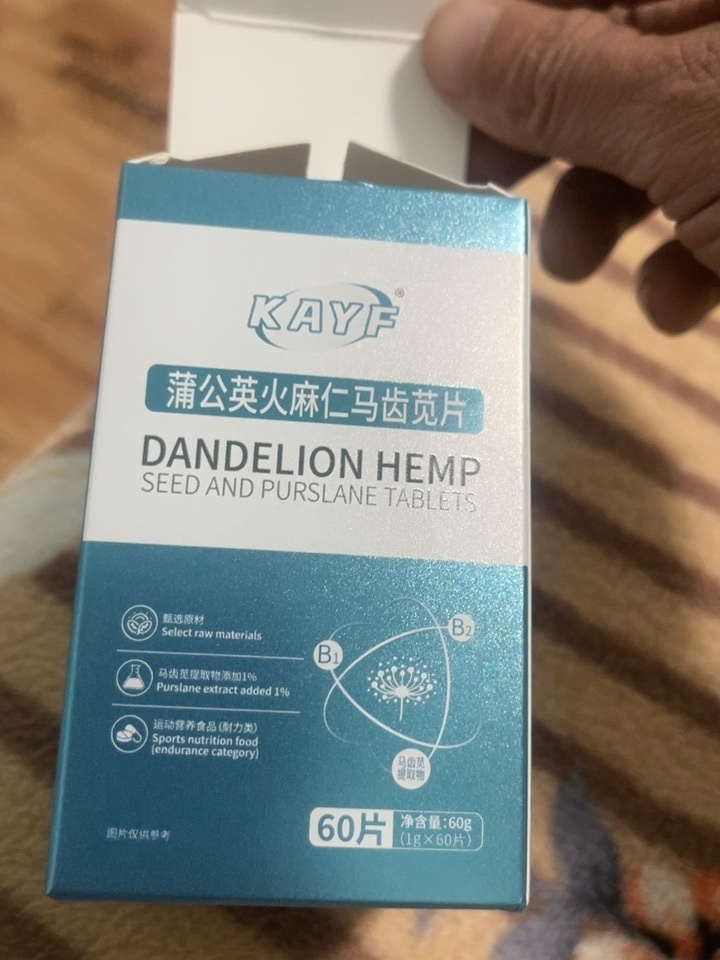 KAYF®
蒲公英火麻仁马齿苋片
DANDELION HEMP
SEED AND PURSLANE TABLETS
甄选原材
Select raw materials
马齿苋提取物添加1%
Purslane extract added 1%
运动营养食品(耐力类)
Sports nutrition food
(endurance category)
B1
B2
马齿苋
提取物
60片
净含量:60g
(1g×60片)
图片仅供参考